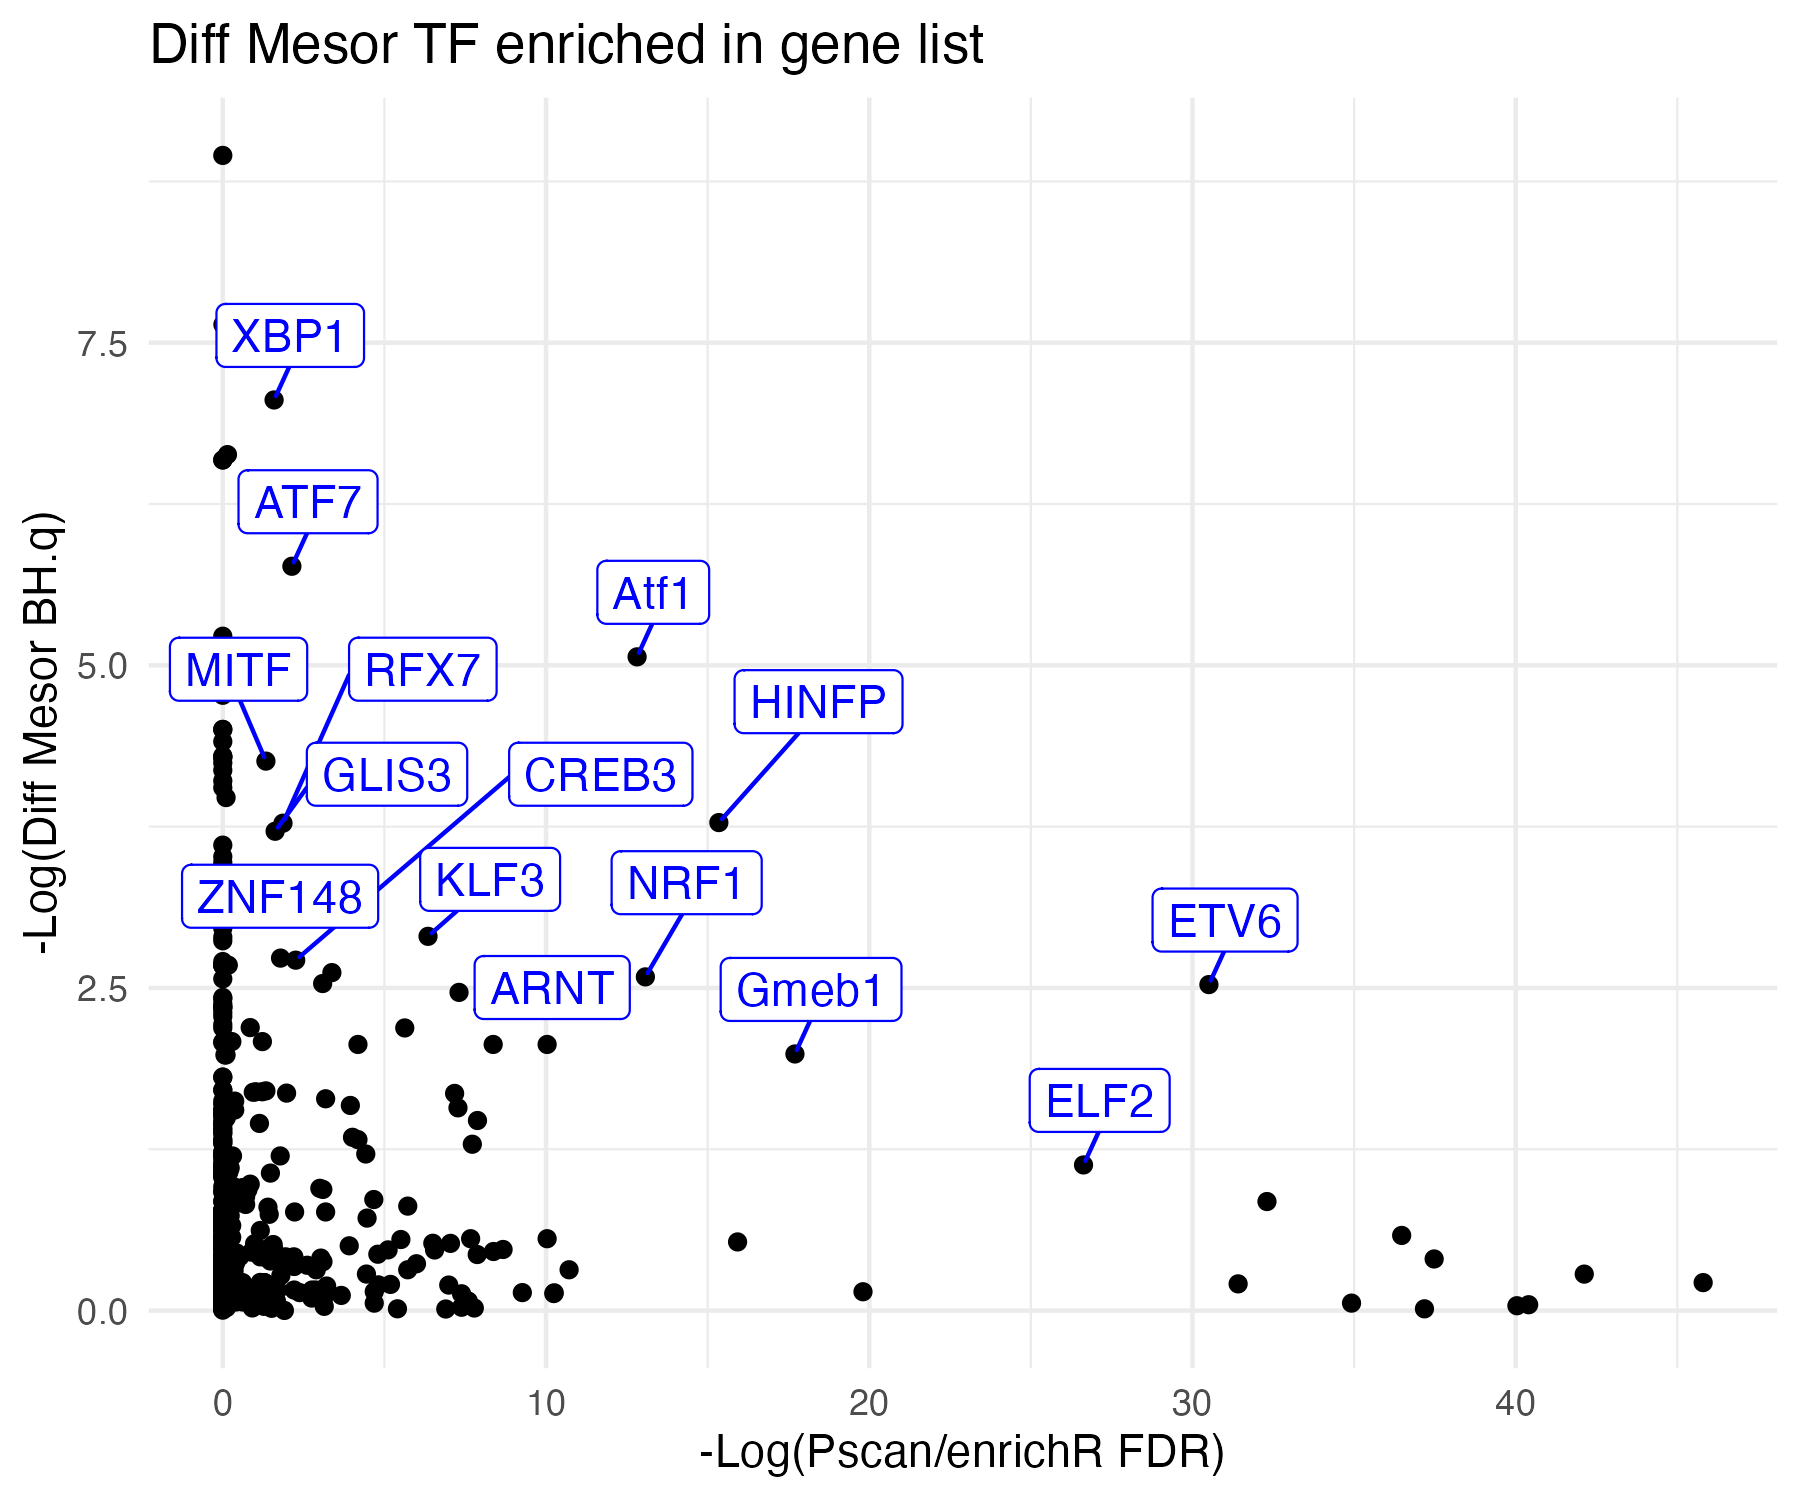 Diff Mesor TF enriched in gene list
-Log(Diff Mesor BH.q)
7.5
5.0
2.5
0.0
XBP1
ATF7
Atf1
MITF
RFX7
HINFP
GLIS3
CREB3
ZNF148
KLF3
NRF1
ETV6
ARNT
Gmeb1
ELF2
0
10
20
30
40
-Log(Pscan/enrichR FDR)